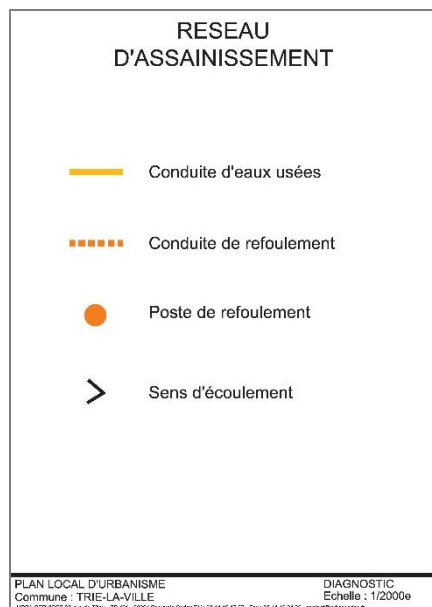 RESEAU
D'ASSAINISSEMENT
Conduite d'eaux usées
Conduite de refoulement
Poste de refoulement
Sens d'écoulement
PLAN LOCAL D'URBANISME
DIAGNOSTIC
Commune : TRIE-LA-VILLE
Echelle : 1/2000e